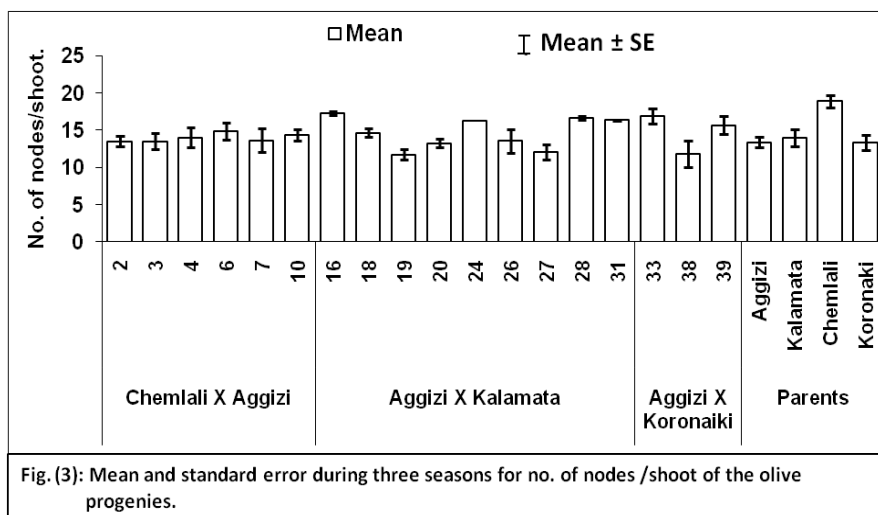 Mean
Mean ± SE
No. of nodes/shoot.
25
20
15
10
5
0
2
3
4
6
7
10
16
18
19
20
24
26
27
28
31
33
38
39
Aggizi
Kalamata
Chemlali
Koronaki
Chemlali X Aggizi
Aggizi X Kalamata
Aggizi X
Koronaiki
Parents
Fig. (3): Mean and standard error during three seasons for no. of nodes /shoot of the olive
progenies.